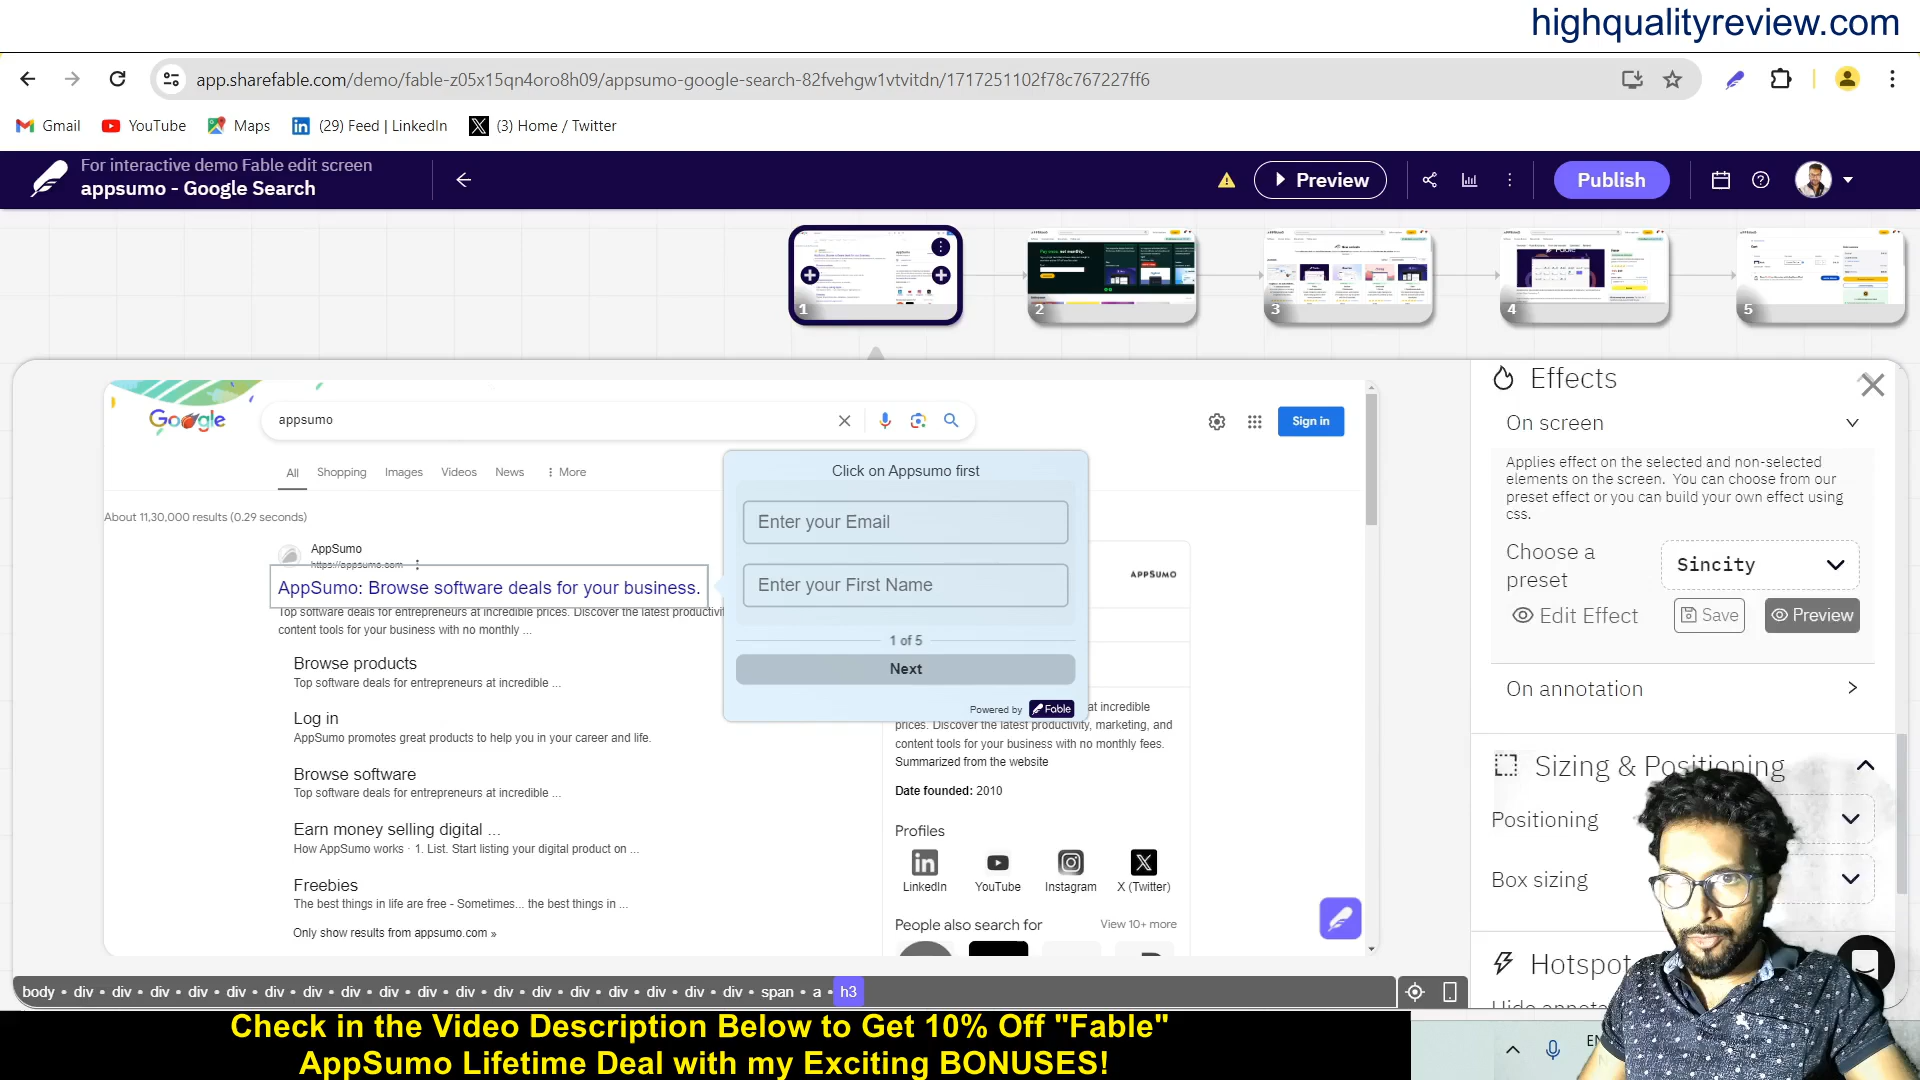 highqualityreview.com
app.sharefable.com/demo/fable-z05x15qn4oro8h09/appsumo-google-search-82fvehgw1vtvitdn/1717251102f78c767227ff6
Gmail YouTube Maps (29) Feed | LinkedIn (3) Home / Twitter
For interactive demo Fable edit screen
appsumo - Google Search
Preview
Publish
1
2
3
4
5
Google
appsumo
Sign in
All Shopping Images Videos News More
About 11,30,000 results (0.29 seconds)
AppSumo
https://appsumo.com
AppSumo: Browse software deals for your business.
Top software deals for entrepreneurs at incredible prices. Discover the latest productivi
content tools for your business with no monthly ...
Browse products
Top software deals for entrepreneurs at incredible ...
Log in
AppSumo promotes great products to help you in your career and life.
Browse software
Top software deals for entrepreneurs at incredible ...
Earn money selling digital ...
How AppSumo works · 1. List. Start listing your digital product on ...
Freebies
The best things in life are free - Sometimes... the best things in ...
Only show results from appsumo.com »
Click on Appsumo first
Enter your Email
Enter your First Name
1 of 5
Next
Powered by Fable
APPSUMO
at incredible
prices. Discover the latest productivity, marketing, and
content tools for your business with no monthly fees.
Summarized from the website
Date founded: 2010
Profiles
LinkedIn YouTube Instagram X (Twitter)
People also search for View 10+ more
Effects
On screen
Applies effect on the selected and non-selected
elements on the screen. You can choose from our
preset effect or you can build your own effect using
css.
Choose a
preset
Sincity
Edit Effect Save Preview
On annotation
Sizing & Positioning
Positioning
Box sizing
Hotspot
Hide annota
body div div div div div div div div div div div div div div div div div div span a h3
Check in the Video Description Below to Get 10% Off "Fable"
AppSumo Lifetime Deal with my Exciting BONUSES!